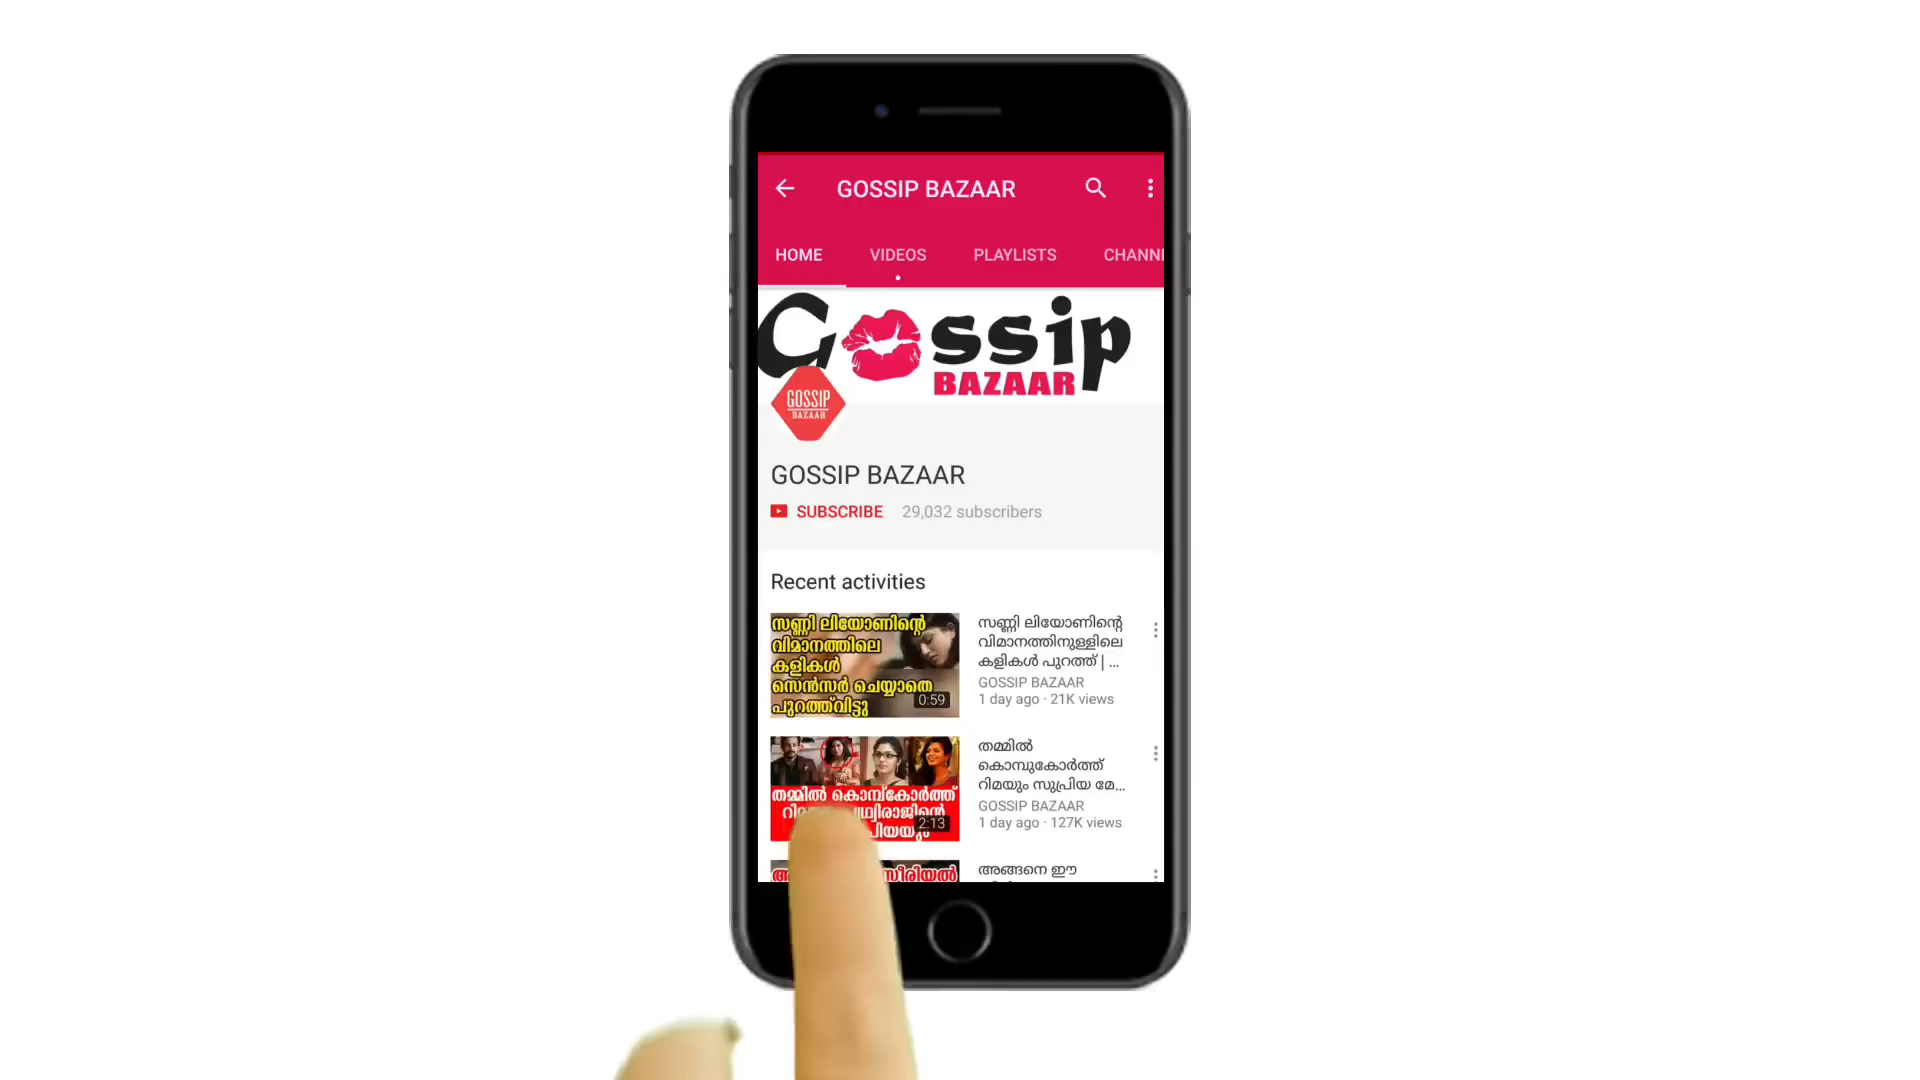 GOSSIP BAZAAR
HOME VIDEOS PLAYLISTS CHANN
Gossip
BAZAAR
GOSSIP
BAZAAR
GOSSIP BAZAAR
SUBSCRIBE 29,032 subscribers
Recent activities
സണ്ണി ലിയോണിന്റെ
വിമാനത്തിലെ
കളികൾ
സെൻസർ ചെയ്യാതെ
പുറത്ത്‌വിട്ടു
0:59
സണ്ണി ലിയോണിന്റെ
വിമാനത്തിനുള്ളിലെ
കളികൾ പുറത്ത് | ...
GOSSIP BAZAAR
1 day ago · 21K views
തമ്മിൽ കൊമ്പ്കോർത്ത്
2:13
തമ്മിൽ
കൊമ്പുകോർത്ത്
റിമയും സുപ്രിയ മേ...
GOSSIP BAZAAR
1 day ago · 127K views
സീരിയൽ
അങ്ങനെ ഈ